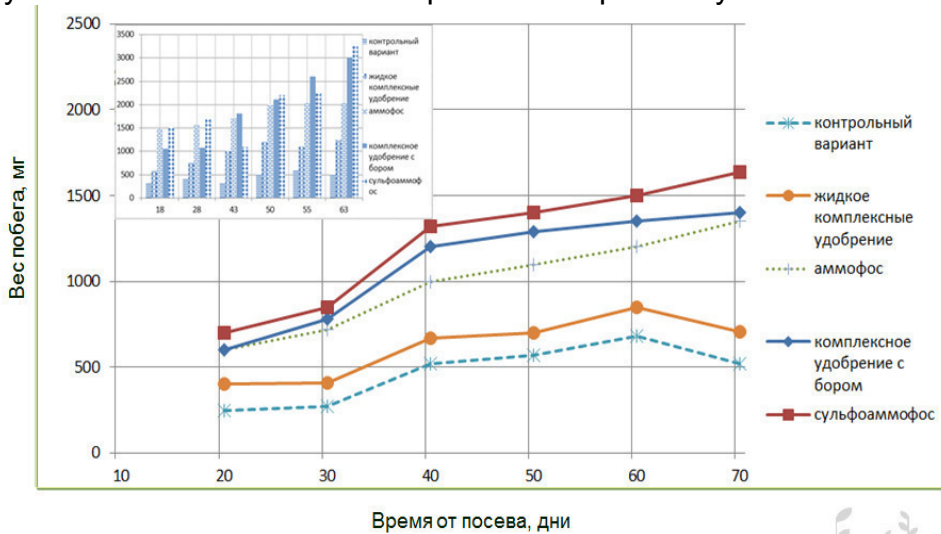 2500
2000
1500
1000
500
0
10 20 30 40 50 60 70
Вес побега, мг
Время от посева, дни
контрольный
вариант
жидкое
комплексные
удобрение
аммофос
комплексное
удобрение с
бором
сульфоаммофос
3500
3000
2500
2000
1500
1000
500
0
18 28 43 50 55 63
контрольный
вариант
жидкое
комплексные
удобрение
аммофос
комплексное
удобрение с
бором
сульфоаммоф
ос